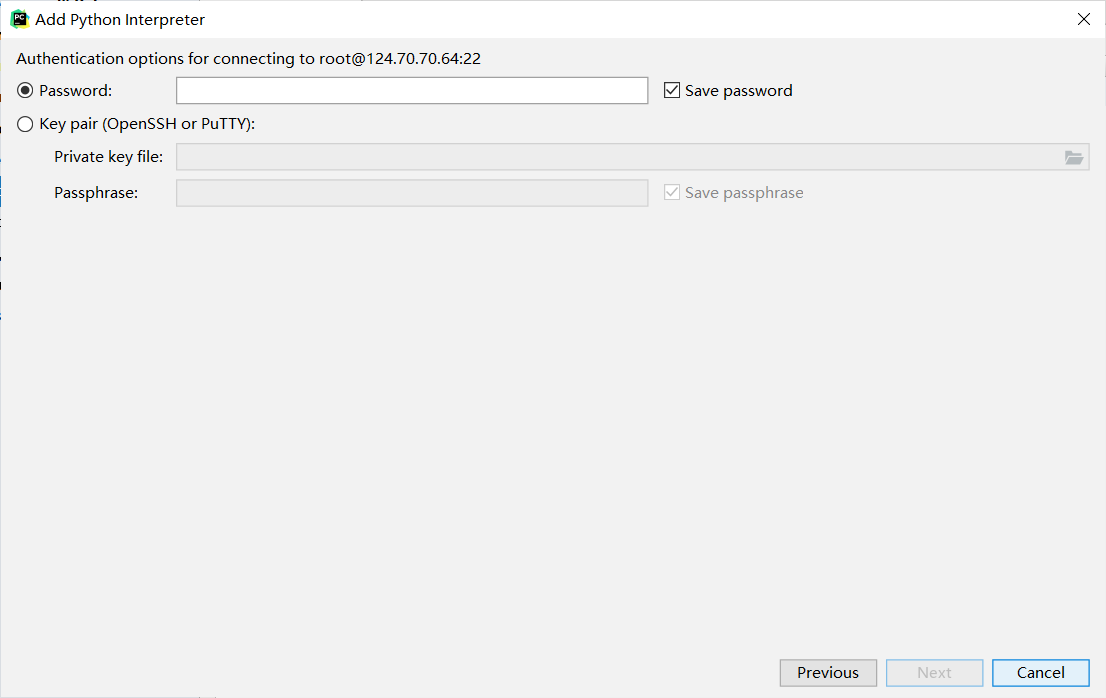 PC
Add Python Interpreter
Authentication options for connecting to root@124.70.70.64:22
Password:
Save password
Key pair (OpenSSH or PuTTY):
Private key file:
Passphrase:
Save passphrase
Previous
Next
Cancel